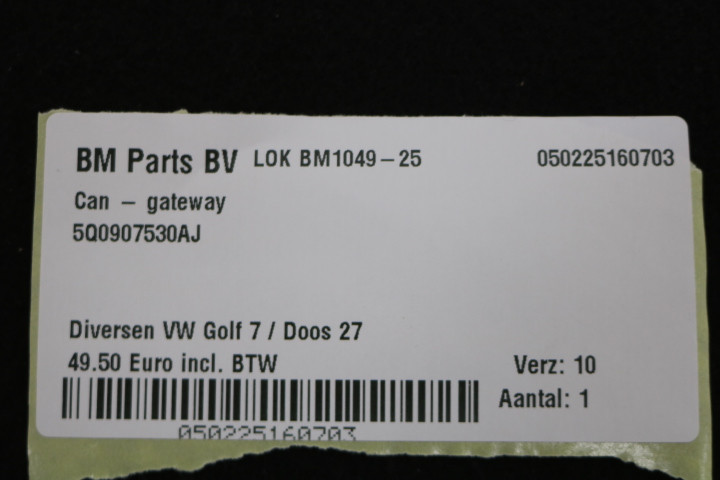 BM Parts BV LOK BM1049-25 050225160703
Can - gateway
5Q0907530AJ
Diversen VW Golf 7 / Doos 27
49.50 Euro incl. BTW Verz: 10
Aantal: 1
050225160703